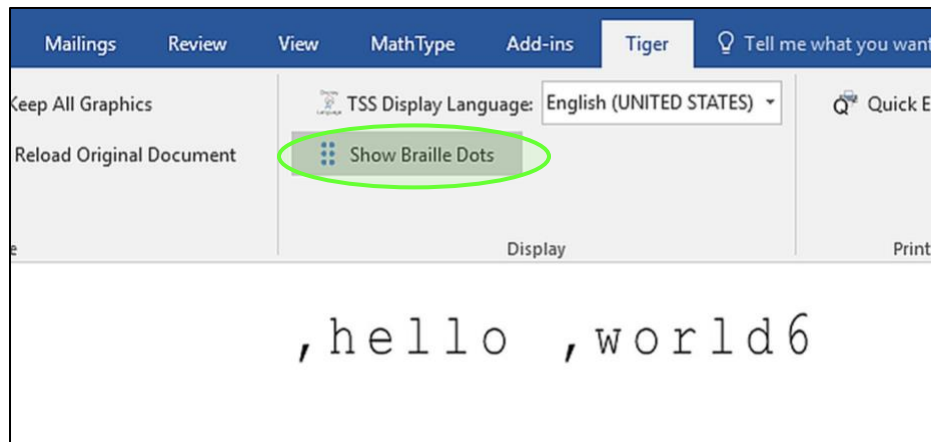 Mailings Review View MathType Add-ins Tiger Tell me what you want
Keep All Graphics TSS Display Language: English (UNITED STATES) Quick E
Reload Original Document Show Braille Dots
e Display Print
,hello ,world6